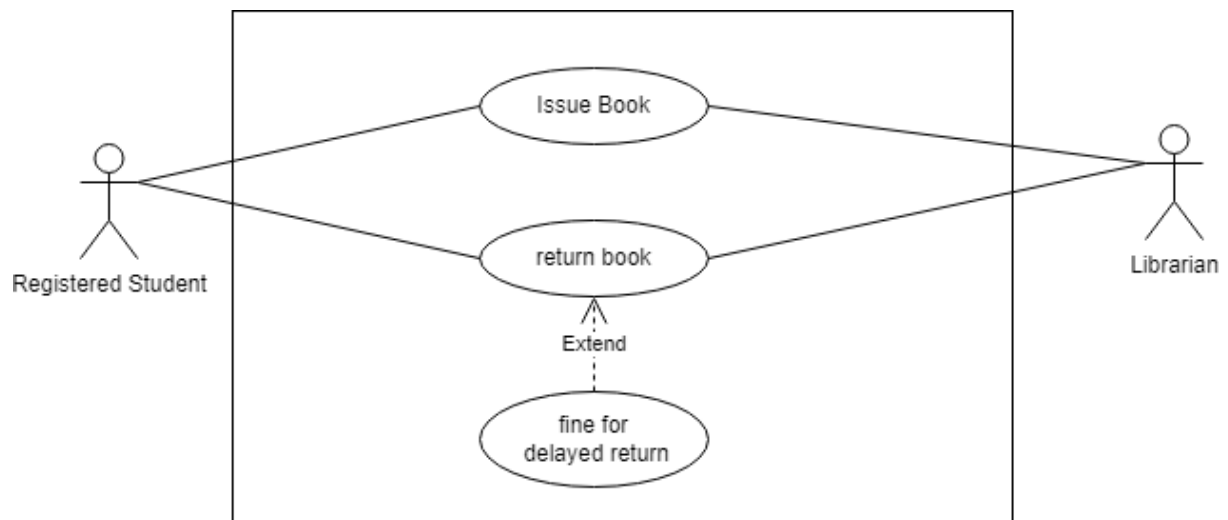 Issue Book
return book
Registered Student
Librarian
Extend
fine for
delayed return